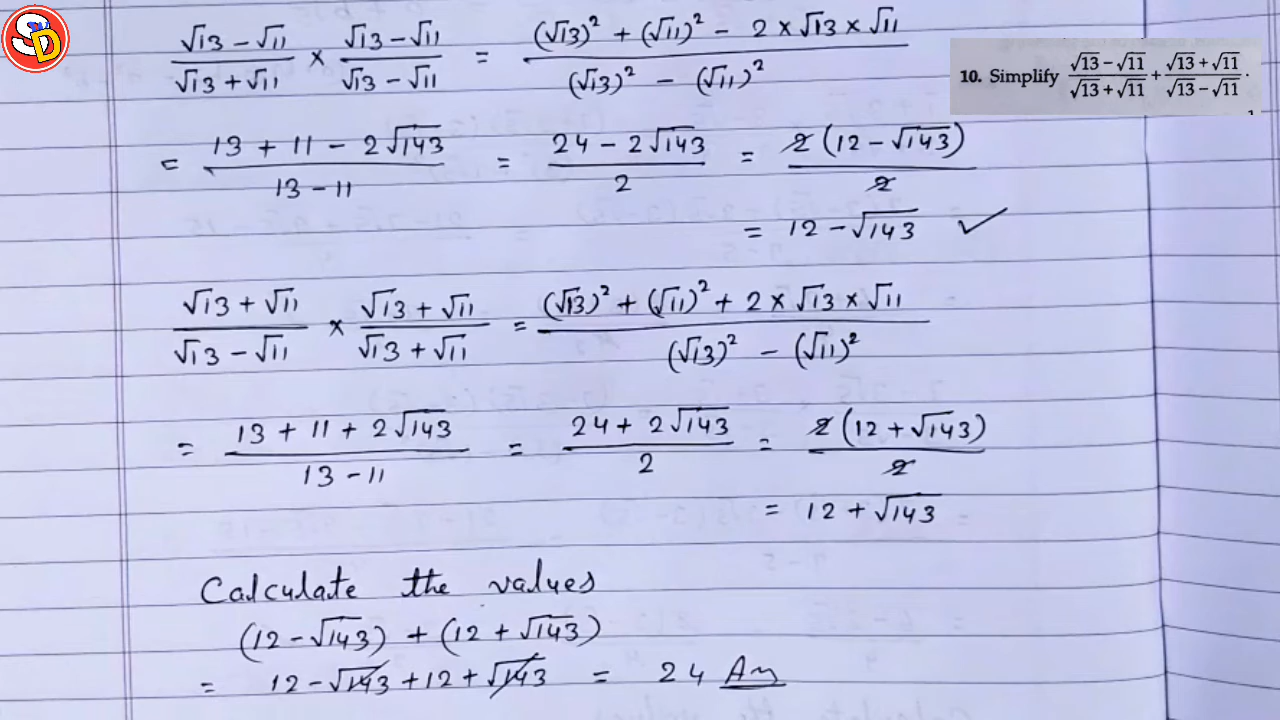 SD
(√13 - √11)/(√13 + √11) × (√13 - √11)/(√13 - √11) = ((√13)² + (√11)² - 2 × √13 × √11)/((√13)² - (√11)²)
10. Simplify (√13 - √11)/(√13 + √11) + (√13 + √11)/(√13 - √11).
= (13 + 11 - 2√143)/(13 - 11) = (24 - 2√143)/2 = 2(12 - √143)/2
= 12 - √143 ✓
(√13 + √11)/(√13 - √11) × (√13 + √11)/(√13 + √11) = ((√13)² + (√11)² + 2 × √13 × √11)/((√13)² - (√11)²)
= (13 + 11 + 2√143)/(13 - 11) = (24 + 2√143)/2 = 2(12 + √143)/2
= 12 + √143
Calculate the values
(12 - √143) + (12 + √143)
= 12 - √143 + 12 + √143 = 24 Ans